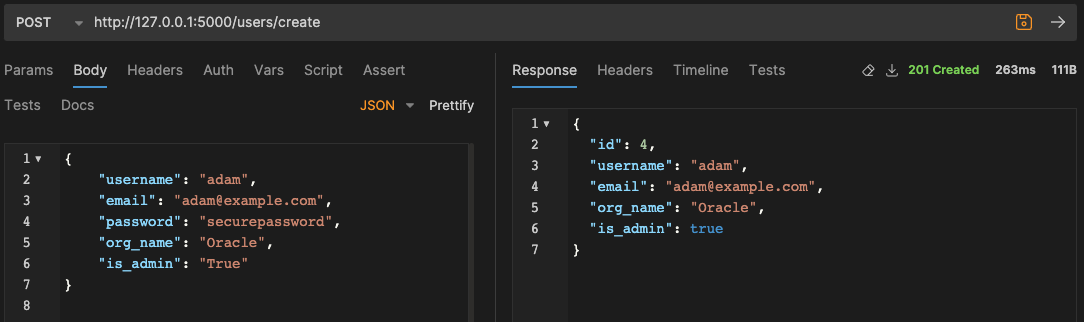 POST http://127.0.0.1:5000/users/create
Params Body Headers Auth Vars Script Assert
Tests Docs JSON Prettify
1 {
2 "username": "adam",
3 "email": "adam@example.com",
4 "password": "securepassword",
5 "org_name": "Oracle",
6 "is_admin": "True"
7 }
8
Response Headers Timeline Tests 201 Created 263ms 111B
1 {
2 "id": 4,
3 "username": "adam",
4 "email": "adam@example.com",
5 "org_name": "Oracle",
6 "is_admin": true
7 }